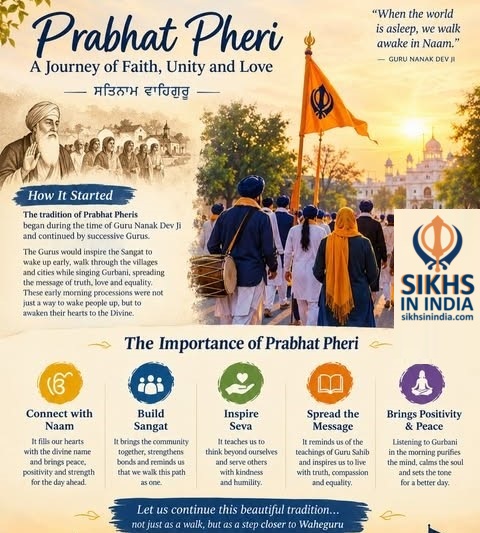 Prabhat Pheri
A Journey of Faith, Unity and Love
ਸਤਿਨਾਮ ਵਾਹਿਗੁਰੂ
"When the world
is asleep, we walk
awake in Naam."
— GURU NANAK DEV JI
How It Started
The tradition of Prabhat Pheris
began during the time of Guru Nanak Dev Ji
and continued by successive Gurus.
The Gurus would inspire the Sangat to
wake up early, walk through the villages
and cities while singing Gurbani, spreading
the message of truth, love and equality.
These early morning processions were not
just a way to wake people up, but to
awaken their hearts to the Divine.
SIKHS
IN INDIA
sikhsinindia.com
The Importance of Prabhat Pheri
ੴ
Connect with
Naam
It fills our hearts
with the divine name
and brings peace,
positivity and strength
for the day ahead.
Build
Sangat
It brings the community
together, strengthens
bonds and reminds us
that we walk this path
as one.
Inspire
Seva
It teaches us to
think beyond ourselves
and serve others
with kindness
and humility.
Spread the
Message
It reminds us of the
teachings of Guru Sahib
and inspires us to live
with truth, compassion
and equality.
Brings Positivity
& Peace
Listening to Gurbani
in the morning purifies
the mind, calms the soul
and sets the tone
for a better day.
Let us continue this beautiful tradition...
not just as a walk, but as a step closer to Waheguru